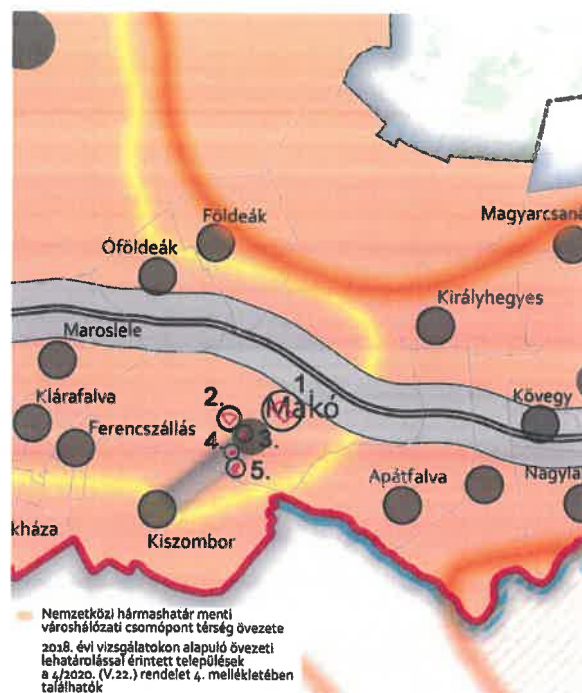 Földeák
Magyarcsaná
Óföldeák
Királyhegyes
Maroslele
1.
Makó
2.
Klárafalva
Kövegy
Ferencszállás
3.
4.
5.
Apátfalva
Nagyla
kháza
Kiszombor
Nemzetközi hármashatár menti
városhálózati csomópont térség övezete
2018. évi vizsgálatokon alapuló övezeti
lehatárolással érintett települések
a 4/2020. (V.22.) rendelet 4. mellékletében
találhatók